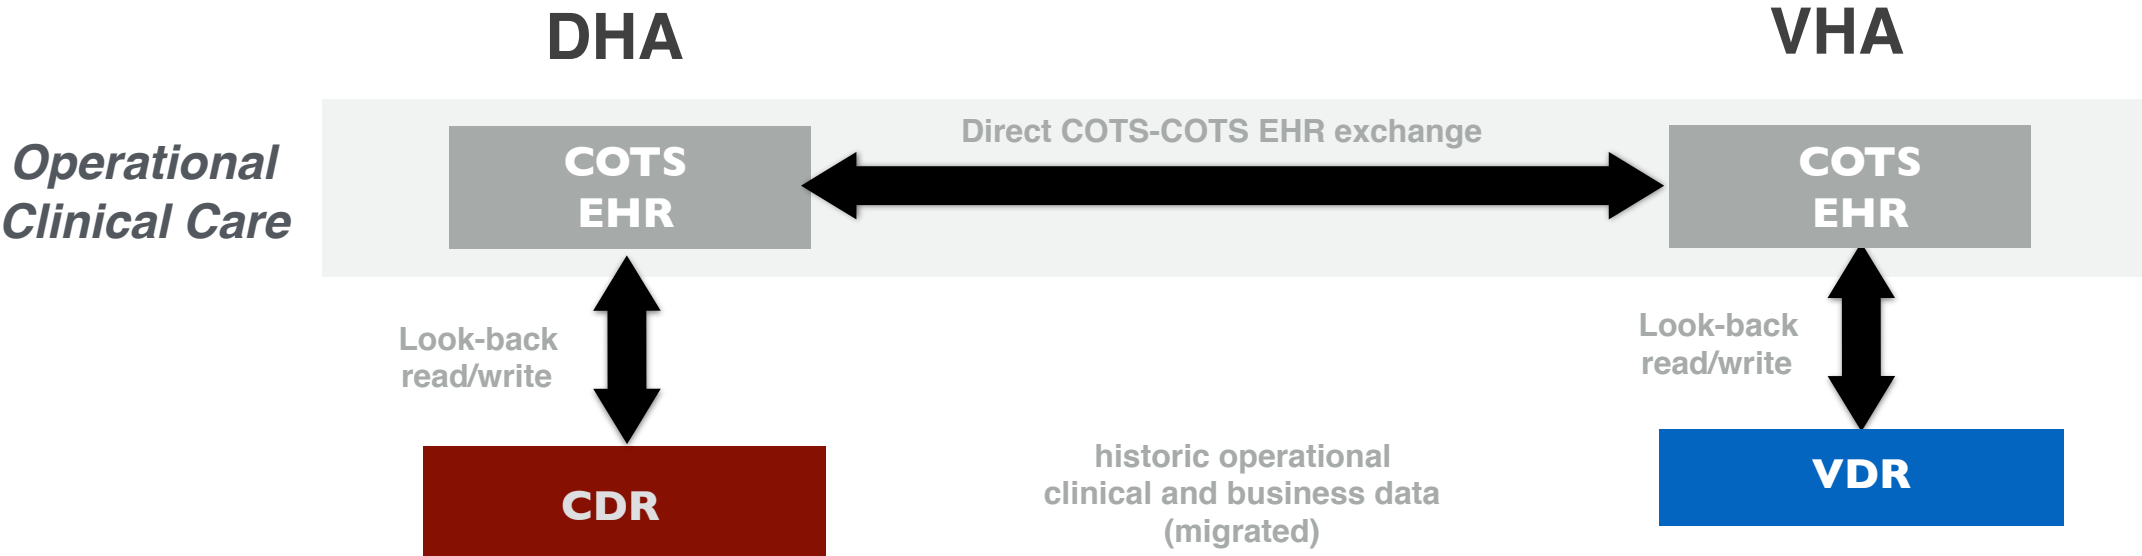 DHA
VHA
Operational
Clinical Care
COTS
EHR
Direct COTS-COTS EHR exchange
COTS
EHR
Look-back
read/write
Look-back
read/write
CDR
historic operational
clinical and business data
(migrated)
VDR